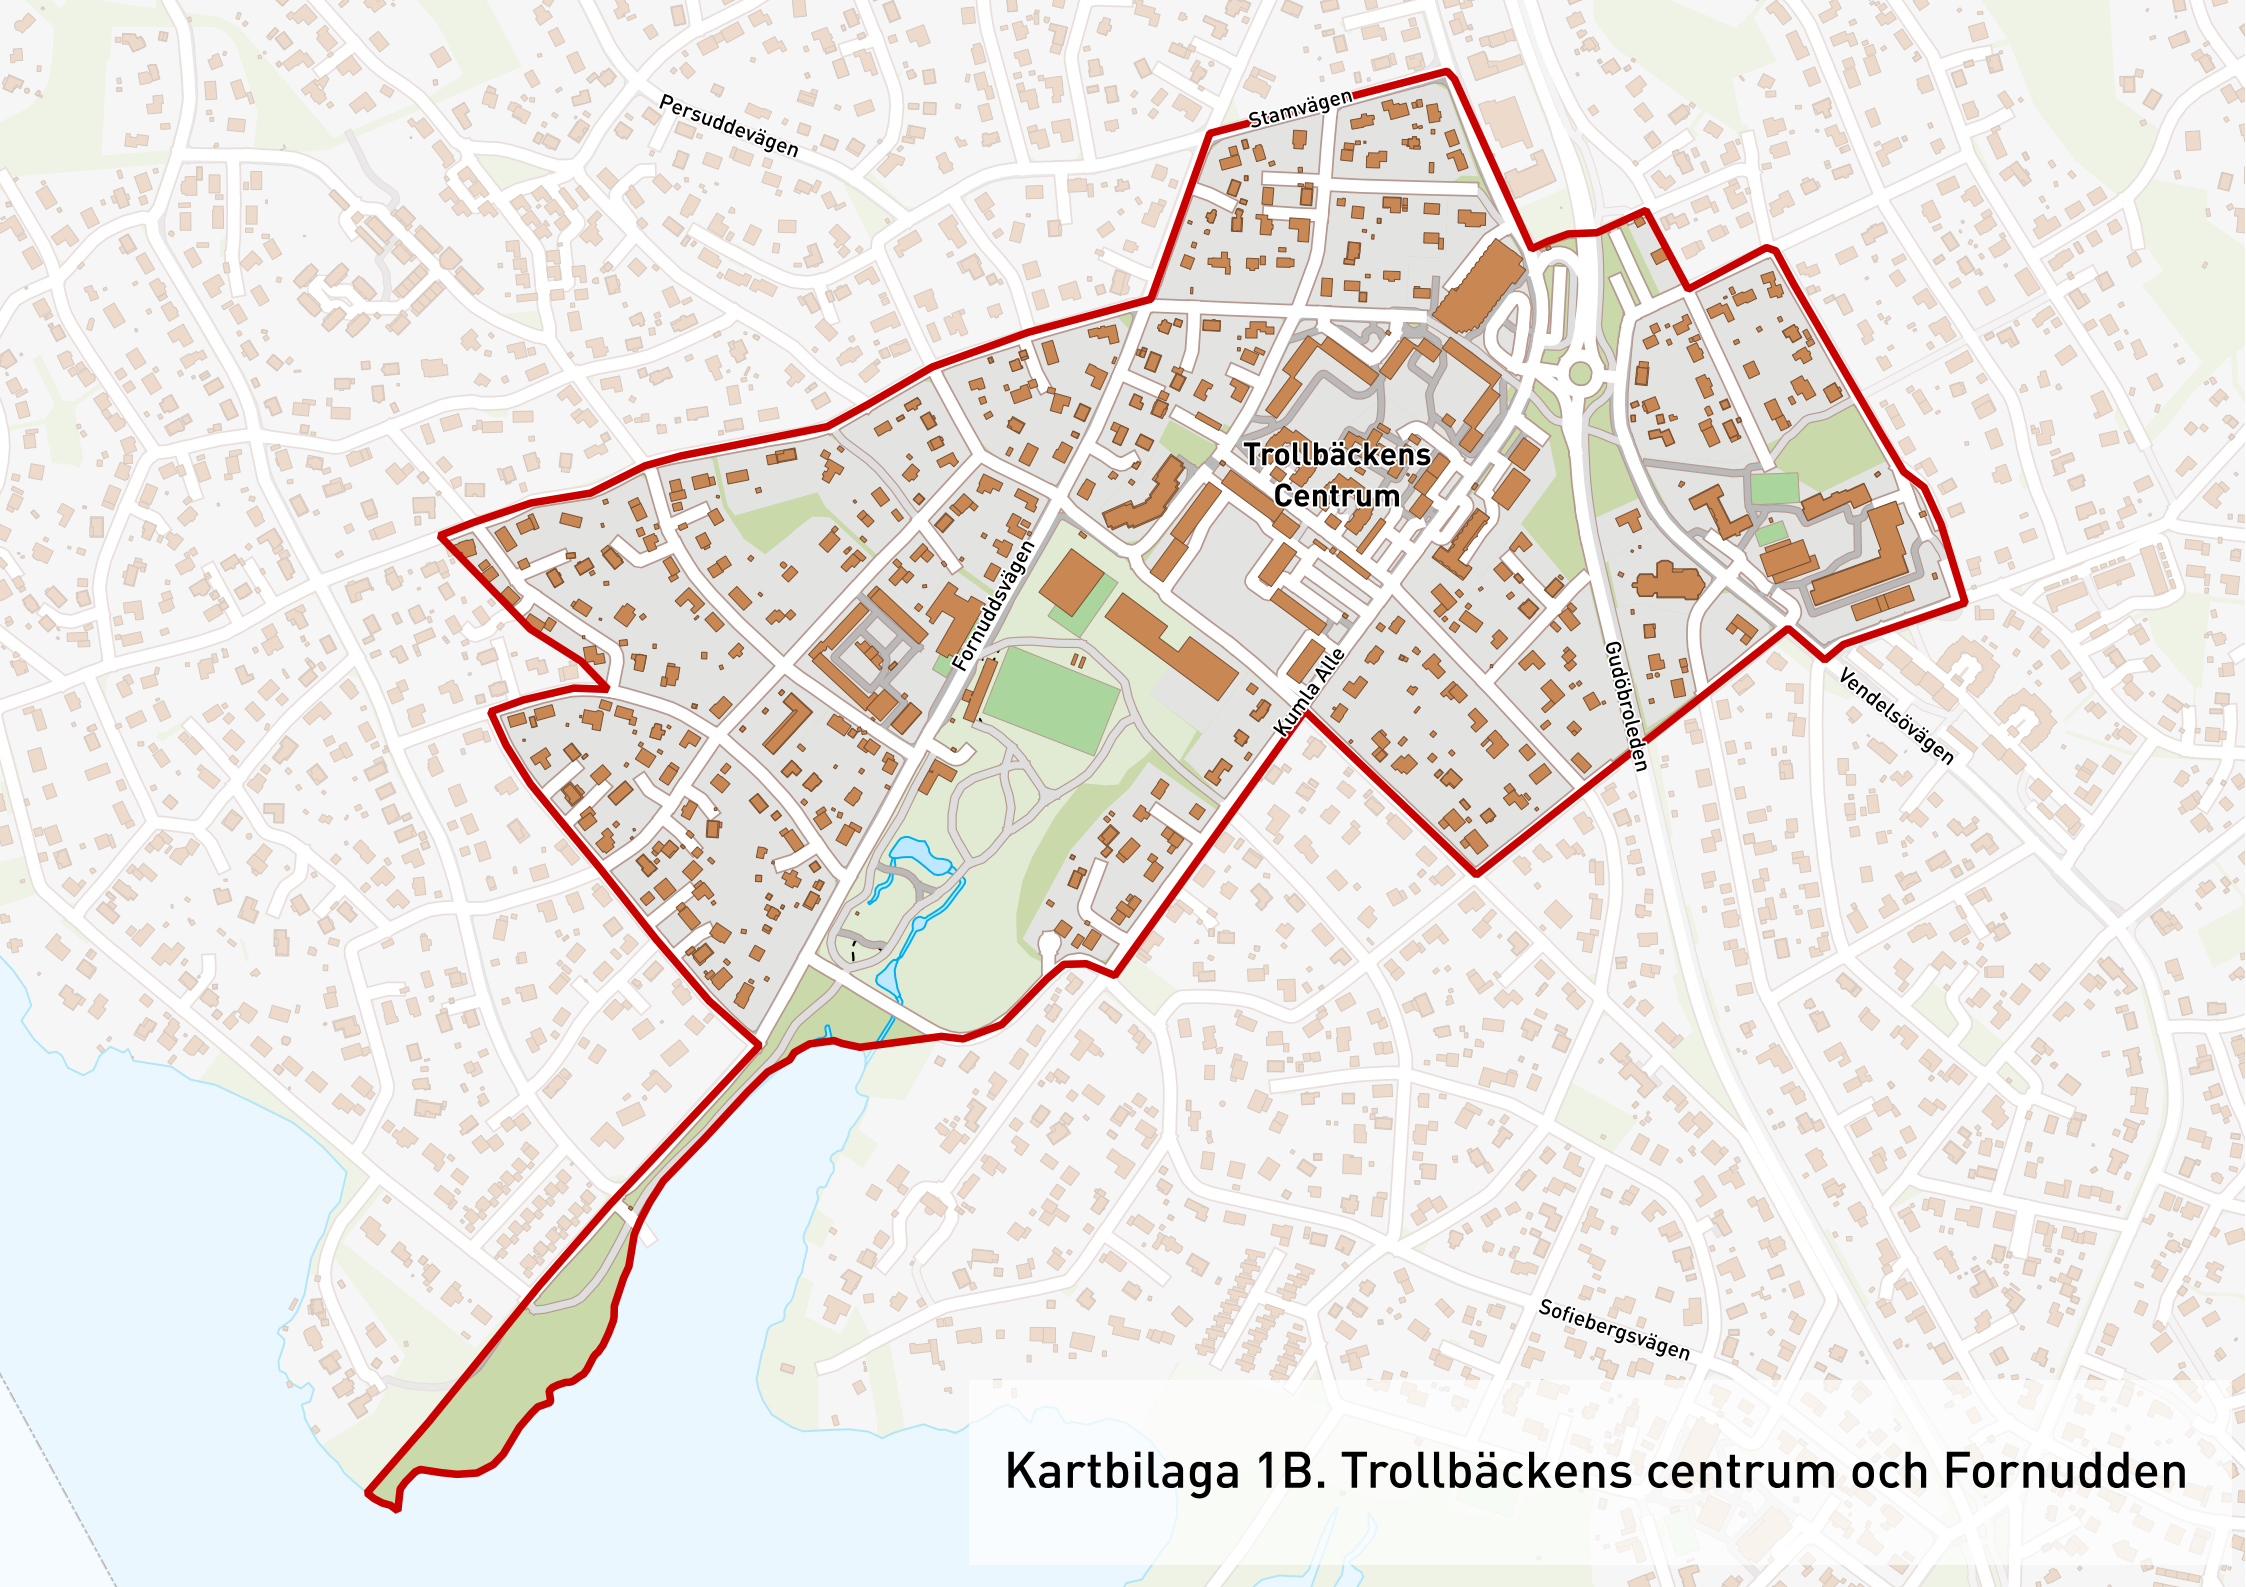 Persuddevägen
Stamvägen
Trollbäckens
Centrum
Fornuddsvägen
Kumla Alle
Gudöbroleden
Vendelsövägen
Sofiebergsvägen
Kartbilaga 1B. Trollbäckens centrum och Fornudden